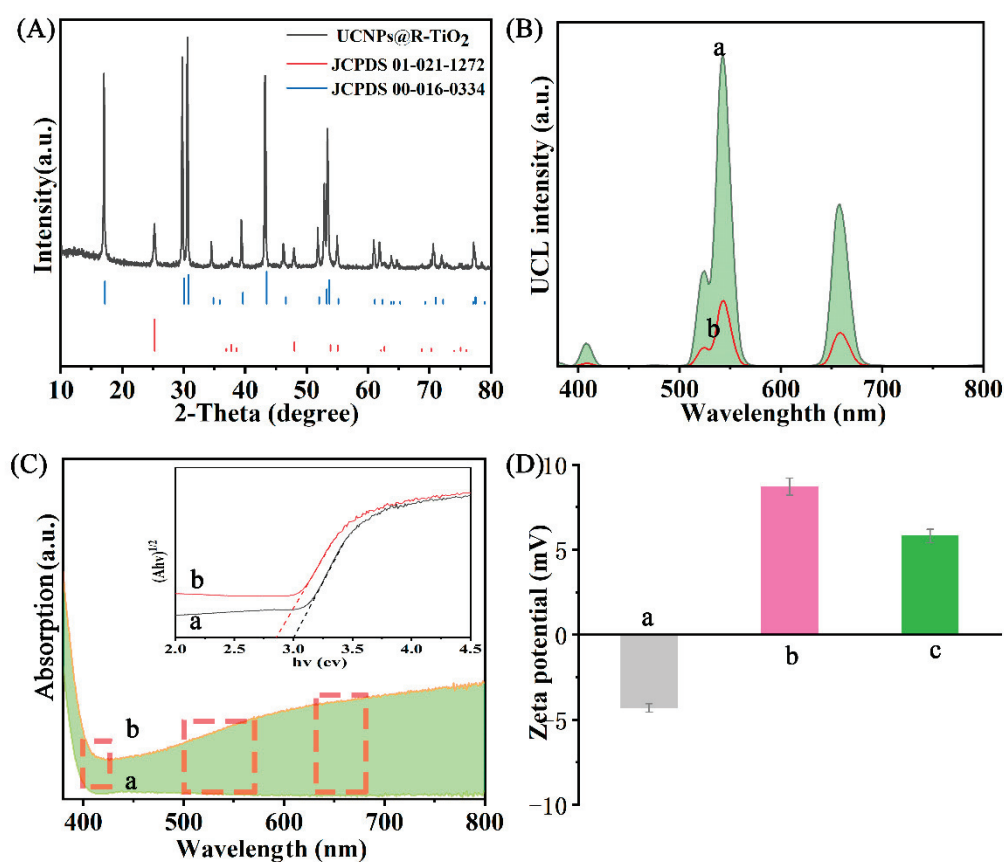 (A)
UCNPs@R-TiO2
JCPDS 01-021-1272
JCPDS 00-016-0334
Intensity(a.u.)
10 20 30 40 50 60 70 80
2-Theta (degree)
(B)
a
b
UCL intensity (a.u.)
400 500 600 700 800
Wavelenghth (nm)
(C)
Absorption (a.u.)
(Ahv)1/2
b
a
2.0 2.5 3.0 3.5 4.0 4.5
hv (ev)
b
a
400 500 600 700 800
Wavelength (nm)
(D)
Zeta potential (mV)
10
5
0
−5
−10
a
b
c